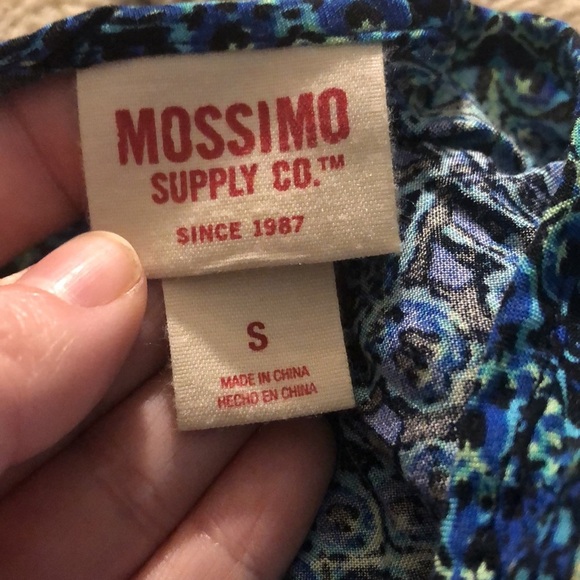 MOSSIMO
SUPPLY CO.™
SINCE 1987
S
MADE IN CHINA
HECHO EN CHINA